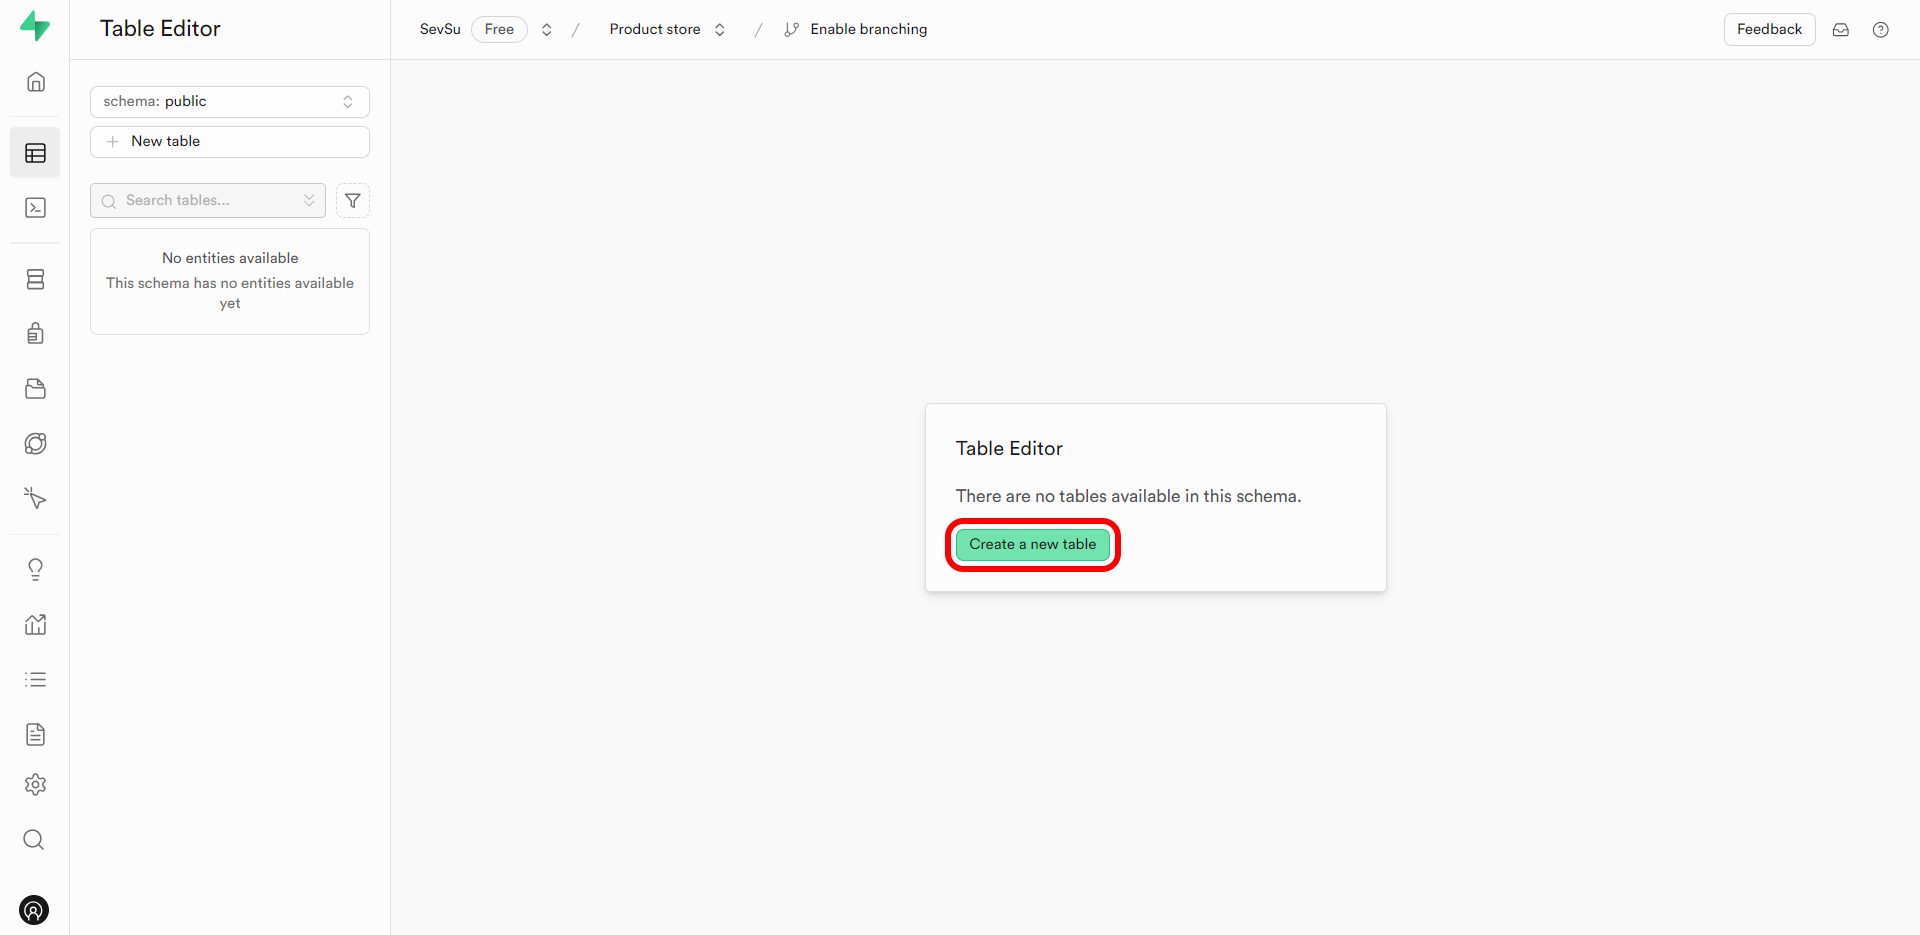 Table Editor
SevSu Free / Product store / Enable branching
Feedback
schema: public
New table
Search tables...
No entities available
This schema has no entities available
yet
Table Editor
There are no tables available in this schema.
Create a new table